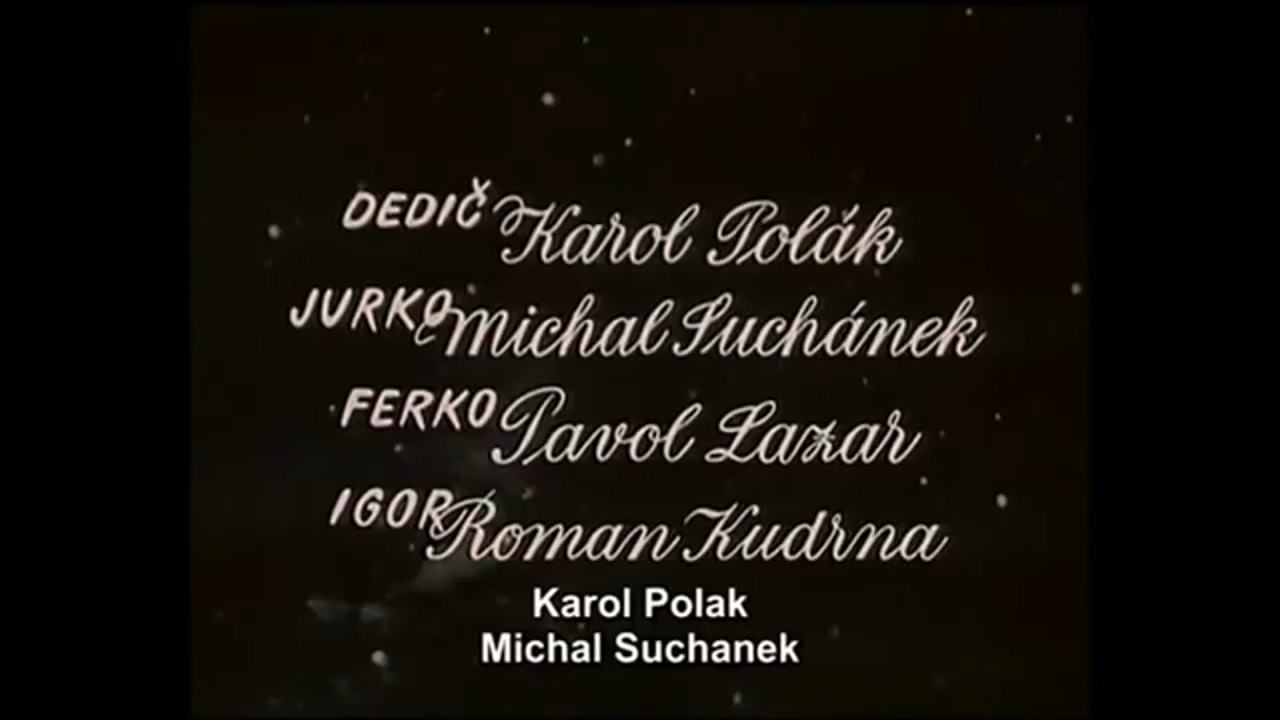 DEDIČ Karol Polák
JURKO Michal Suchánek
FERKO Pavol Lazar
IGOR Roman Kudrna
Karol Polak
Michal Suchanek